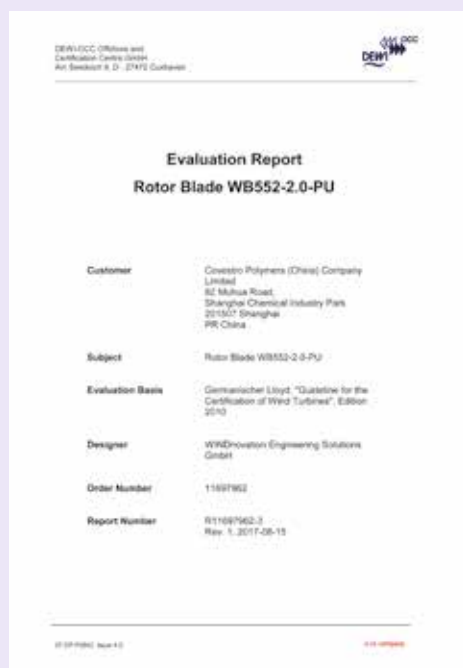 DEWI-OCC Offshore and
Certification Centre GmbH
Am Seedeich 9, D - 27472 Cuxhaven
DEWI OCC
Evaluation Report
Rotor Blade WB552-2.0-PU
Customer
Covestro Polymers (China) Company
Limited
82 Muhua Road,
Shanghai Chemical Industry Park
201507 Shanghai
PR China
Subject
Rotor Blade WB552-2.0-PU
Evaluation Basis
Germanischer Lloyd: "Guideline for the
Certification of Wind Turbines", Edition
2010
Designer
WINDnovation Engineering Solutions
GmbH
Order Number
11697962
Report Number
R11697962-3
Rev. 1, 2017-08-15